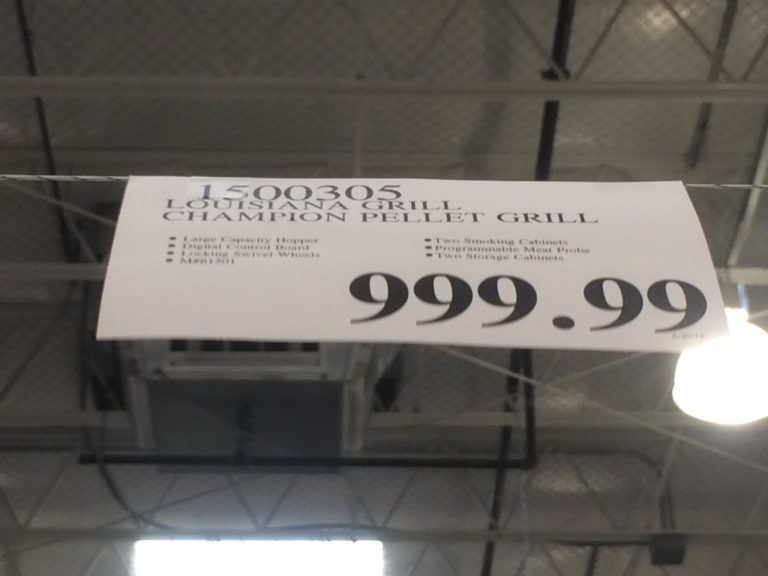 1500305
LOUISIANA GRILL
CHAMPION PELLET GRILL
• Large Capacity Hopper
• Digital Control Board
• Locking Swivel Wheels
• M#61301
• Two Smoking Cabinets
• Programmable Meat Probe
• Two Storage Cabinets
999.99